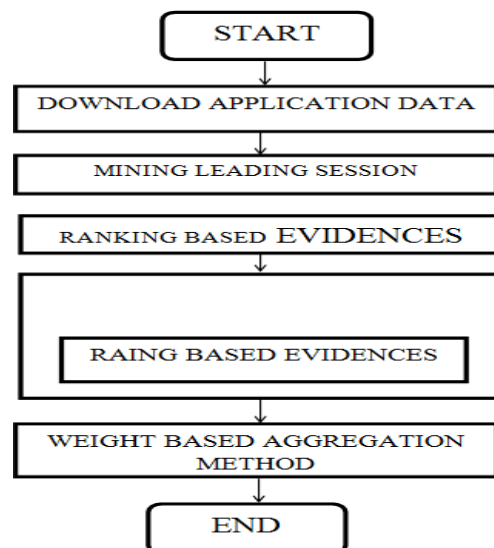 START
DOWNLOAD APPLICATION DATA
MINING LEADING SESSION
RANKING BASED EVIDENCES
RAING BASED EVIDENCES
WEIGHT BASED AGGREGATION
METHOD
END